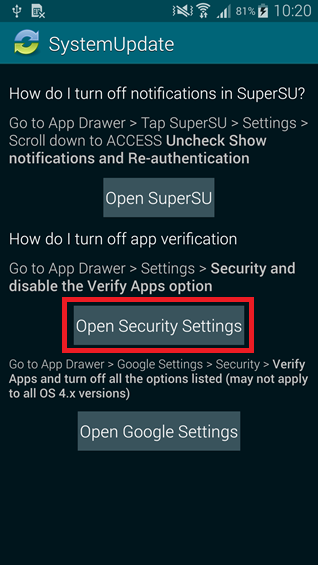 81% 10:20
SystemUpdate
How do I turn off notifications in SuperSU?
Go to App Drawer > Tap SuperSU > Settings >
Scroll down to ACCESS Uncheck Show
notifications and Re-authentication
Open SuperSU
How do I turn off app verification
Go to App Drawer > Settings > Security and
disable the Verify Apps option
Open Security Settings
Go to App Drawer > Google Settings > Security > Verify
Apps and turn off all the options listed (may not apply
to all OS 4.x versions)
Open Google Settings